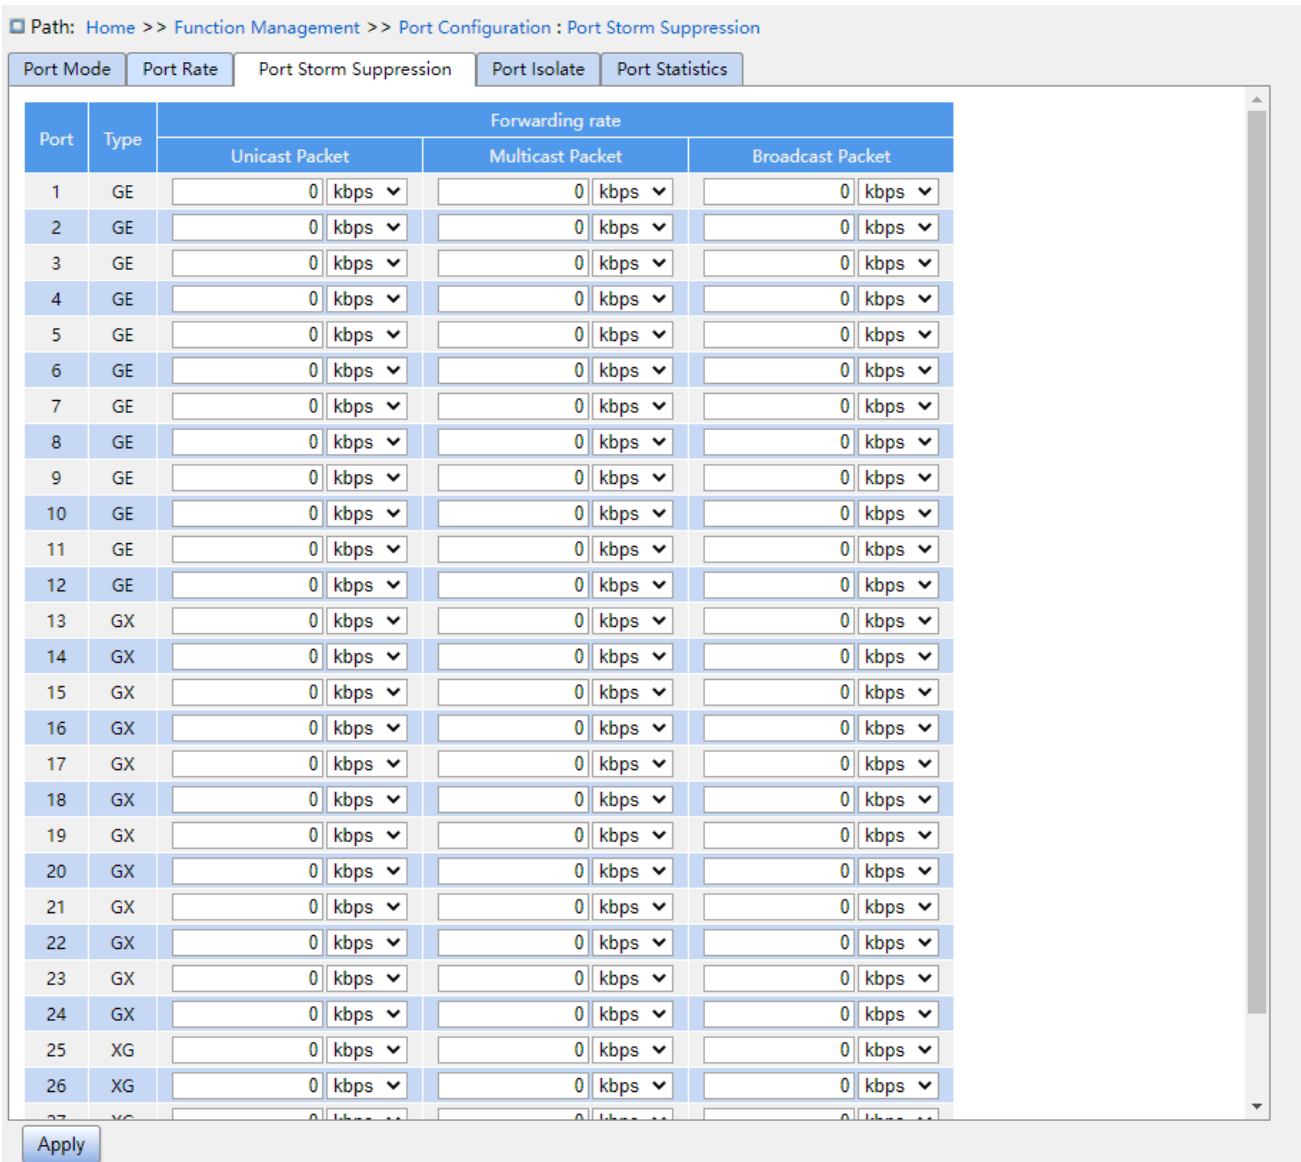 Path: Home >> Function Management >> Port Configuration : Port Storm Suppression
Port Mode Port Rate Port Storm Suppression Port Isolate Port Statistics
Port Type Forwarding rate
Unicast Packet Multicast Packet Broadcast Packet
1 GE 0 kbps 0 kbps 0 kbps
2 GE 0 kbps 0 kbps 0 kbps
3 GE 0 kbps 0 kbps 0 kbps
4 GE 0 kbps 0 kbps 0 kbps
5 GE 0 kbps 0 kbps 0 kbps
6 GE 0 kbps 0 kbps 0 kbps
7 GE 0 kbps 0 kbps 0 kbps
8 GE 0 kbps 0 kbps 0 kbps
9 GE 0 kbps 0 kbps 0 kbps
10 GE 0 kbps 0 kbps 0 kbps
11 GE 0 kbps 0 kbps 0 kbps
12 GE 0 kbps 0 kbps 0 kbps
13 GX 0 kbps 0 kbps 0 kbps
14 GX 0 kbps 0 kbps 0 kbps
15 GX 0 kbps 0 kbps 0 kbps
16 GX 0 kbps 0 kbps 0 kbps
17 GX 0 kbps 0 kbps 0 kbps
18 GX 0 kbps 0 kbps 0 kbps
19 GX 0 kbps 0 kbps 0 kbps
20 GX 0 kbps 0 kbps 0 kbps
21 GX 0 kbps 0 kbps 0 kbps
22 GX 0 kbps 0 kbps 0 kbps
23 GX 0 kbps 0 kbps 0 kbps
24 GX 0 kbps 0 kbps 0 kbps
25 XG 0 kbps 0 kbps 0 kbps
26 XG 0 kbps 0 kbps 0 kbps
Apply